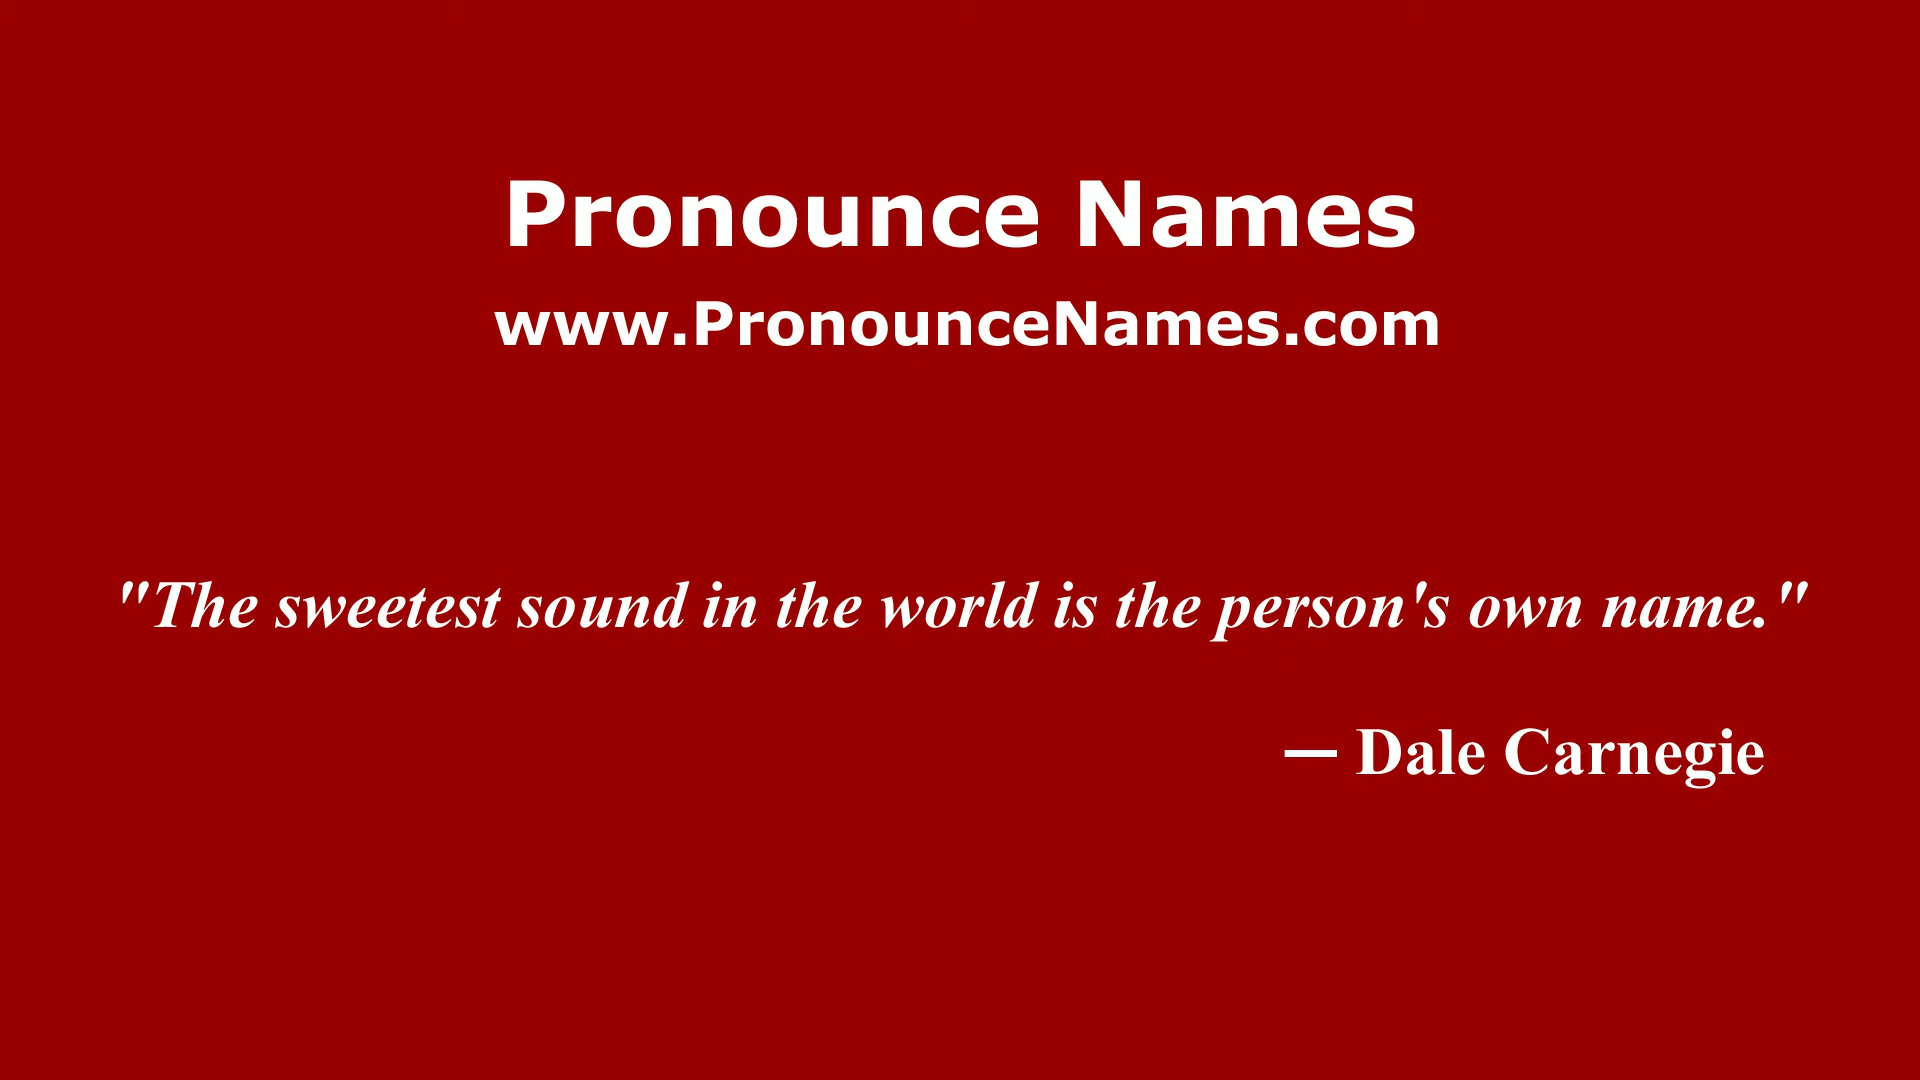 Pronounce Names
www.PronounceNames.com
"The sweetest sound in the world is the person's own name."
— Dale Carnegie